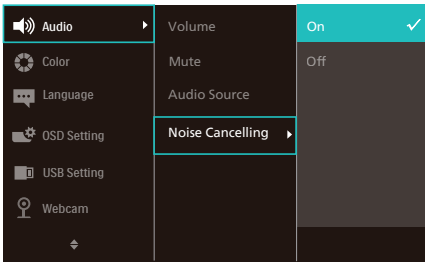 Audio
Color
Language
OSD Setting
USB Setting
Webcam
Volume
Mute
Audio Source
Noise Cancelling
On
Off